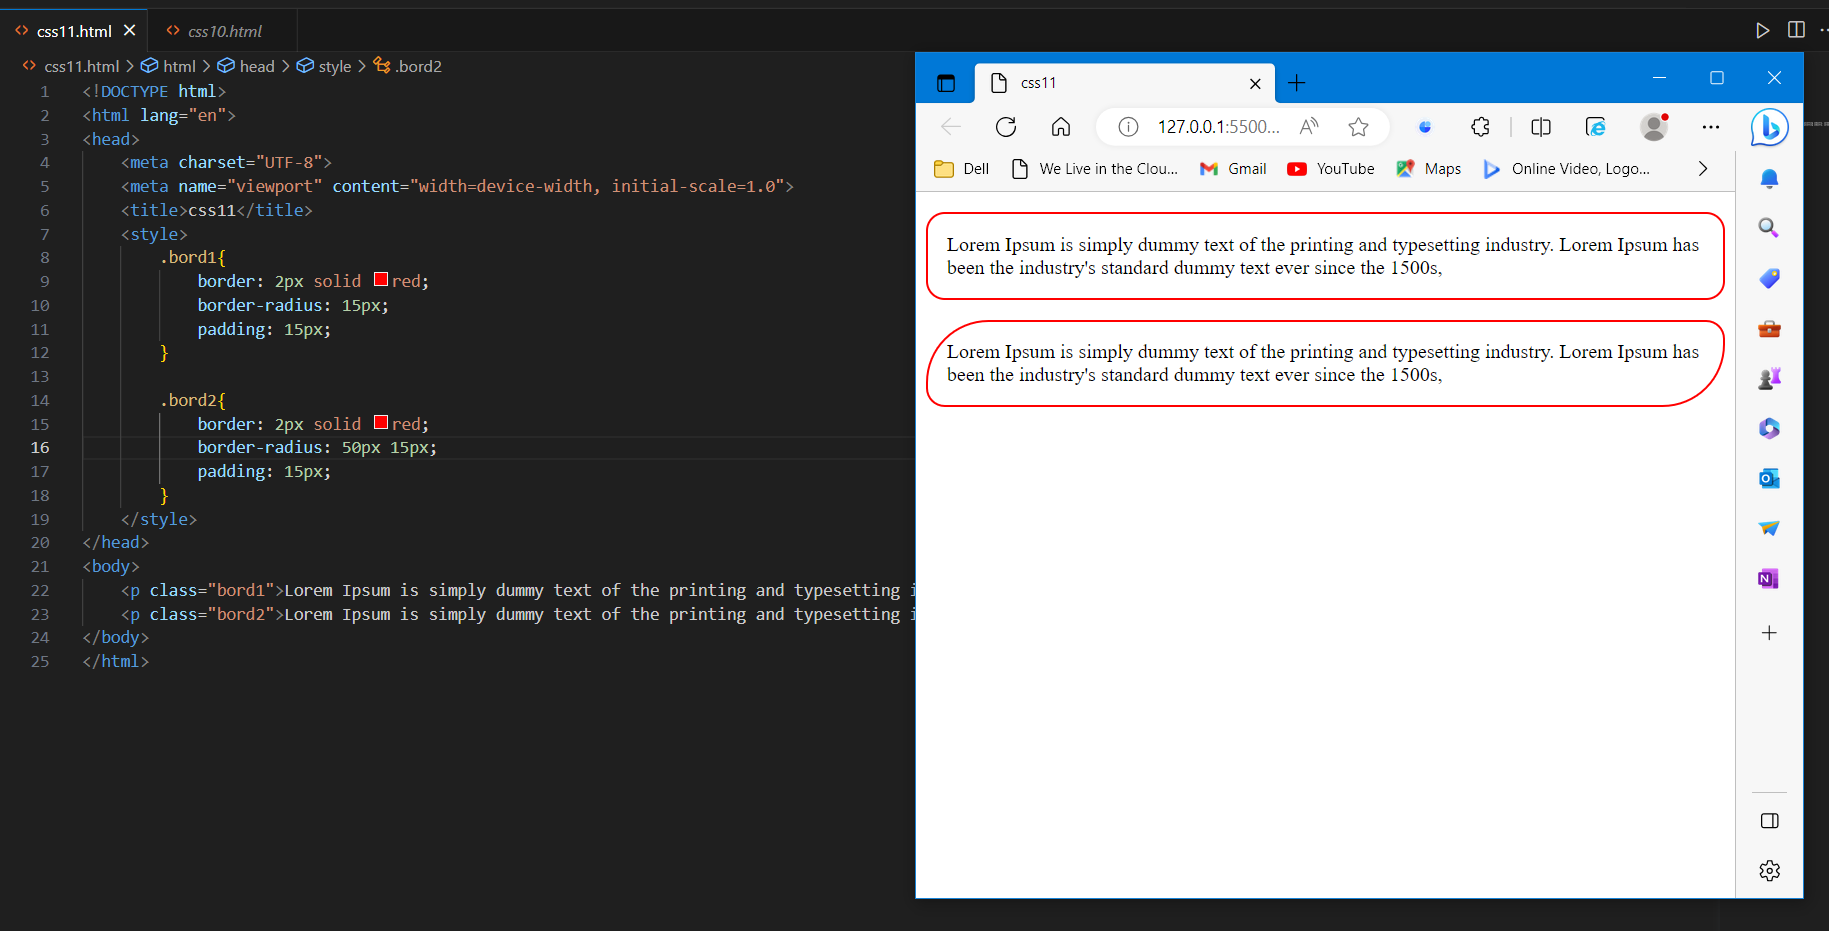 css11.html
css10.html
css11.html > html > head > style > .bord2
1 <!DOCTYPE html>
2 <html lang="en">
3 <head>
4 <meta charset="UTF-8">
5 <meta name="viewport" content="width=device-width, initial-scale=1.0">
6 <title>css11</title>
7 <style>
8 .bord1{
9 border: 2px solid red;
10 border-radius: 15px;
11 padding: 15px;
12 }
13
14 .bord2{
15 border: 2px solid red;
16 border-radius: 50px 15px;
17 padding: 15px;
18 }
19 </style>
20 </head>
21 <body>
22 <p class="bord1">Lorem Ipsum is simply dummy text of the printing and typesetting i
23 <p class="bord2">Lorem Ipsum is simply dummy text of the printing and typesetting i
24 </body>
25 </html>
css11
127.0.0.1:5500...
Dell We Live in the Clou... Gmail YouTube Maps Online Video, Logo...
Lorem Ipsum is simply dummy text of the printing and typesetting industry. Lorem Ipsum has
been the industry's standard dummy text ever since the 1500s,
Lorem Ipsum is simply dummy text of the printing and typesetting industry. Lorem Ipsum has
been the industry's standard dummy text ever since the 1500s,